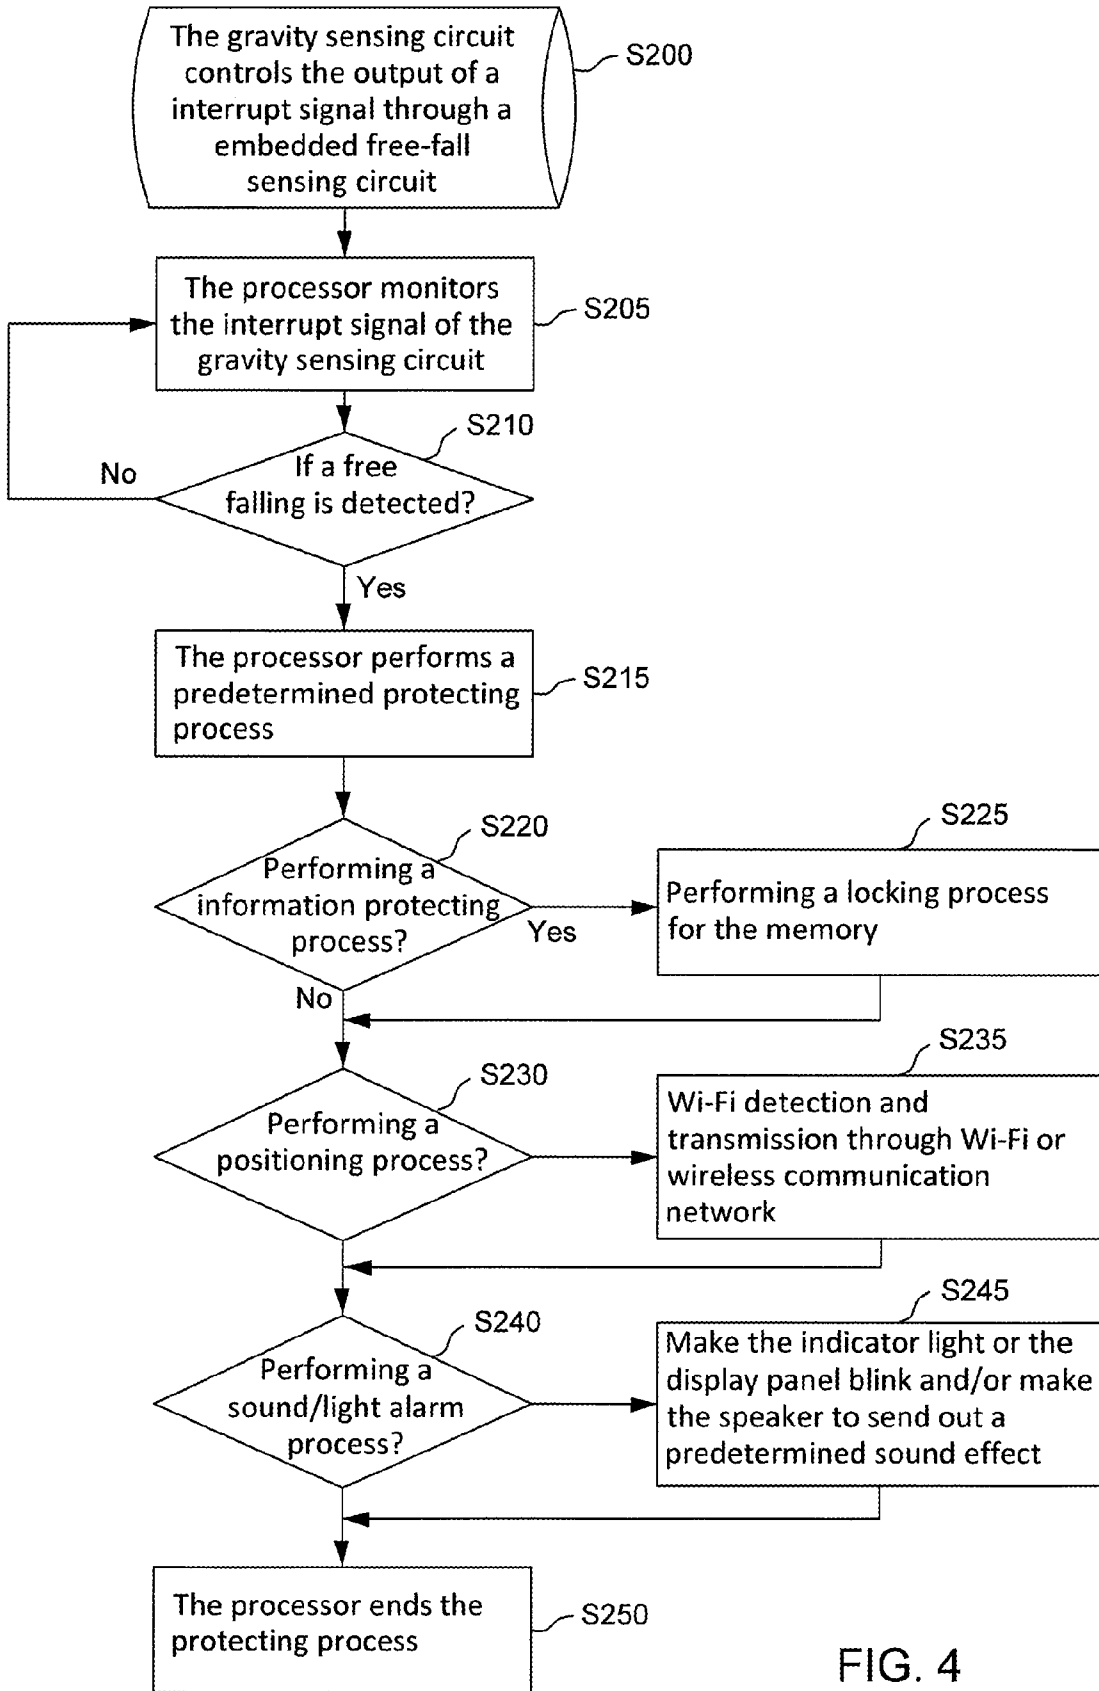 The gravity sensing circuit
controls the output of a
interrupt signal through a
embedded free-fall
sensing circuit
S200
The processor monitors
the interrupt signal of the
gravity sensing circuit
S205
S210
If a free
falling is detected?
No
Yes
The processor performs a
predetermined protecting
process
S215
S220
Performing a
information protecting
process?
Yes
No
S225
Performing a locking process
for the memory
S230
Performing a
positioning process?
S235
Wi-Fi detection and
transmission through Wi-Fi or
wireless communication
network
S240
Performing a
sound/light alarm
process?
S245
Make the indicator light or the
display panel blink and/or make
the speaker to send out a
predetermined sound effect
The processor ends the
protecting process
S250
FIG. 4